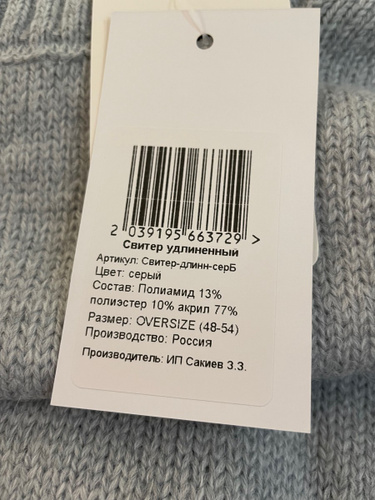 2 039195 663729 >
Свитер удлиненный
Артикул: Свитер-длинн-серБ
Цвет: серый
Состав: Полиамид 13%
полиэстер 10% акрил 77%
Размер: OVERSIZE (48-54)
Производство: Россия
Производитель: ИП Сакиев З.З.